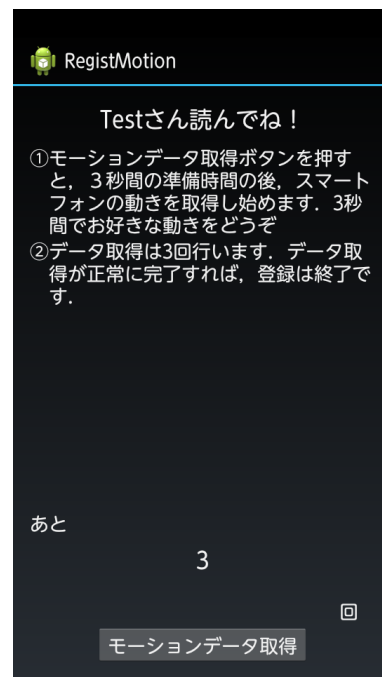 RegistMotion
Testさん読んでね！
①モーションデータ取得ボタンを押す
と，３秒間の準備時間の後，スマート
フォンの動きを取得し始めます．3秒
間でお好きな動きをどうぞ
②データ取得は3回行います．データ取
得が正常に完了すれば，登録は終了で
す．
あと
3
回
モーションデータ取得